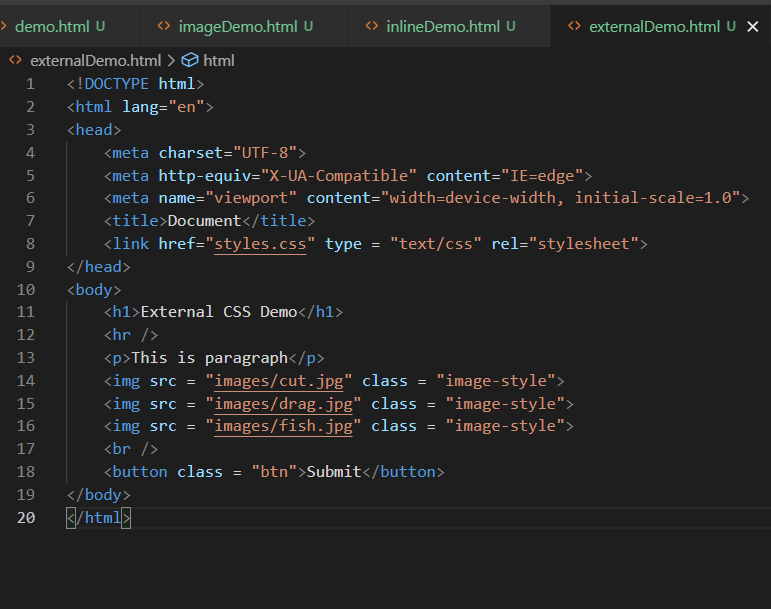 demo.html U imageDemo.html U inlineDemo.html U externalDemo.html U
externalDemo.html > html
1 <!DOCTYPE html>
2 <html lang="en">
3 <head>
4 <meta charset="UTF-8">
5 <meta http-equiv="X-UA-Compatible" content="IE=edge">
6 <meta name="viewport" content="width=device-width, initial-scale=1.0">
7 <title>Document</title>
8 <link href="styles.css" type = "text/css" rel="stylesheet">
9 </head>
10 <body>
11 <h1>External CSS Demo</h1>
12 <hr />
13 <p>This is paragraph</p>
14 <img src = "images/cut.jpg" class = "image-style">
15 <img src = "images/drag.jpg" class = "image-style">
16 <img src = "images/fish.jpg" class = "image-style">
17 <br />
18 <button class = "btn">Submit</button>
19 </body>
20 </html>